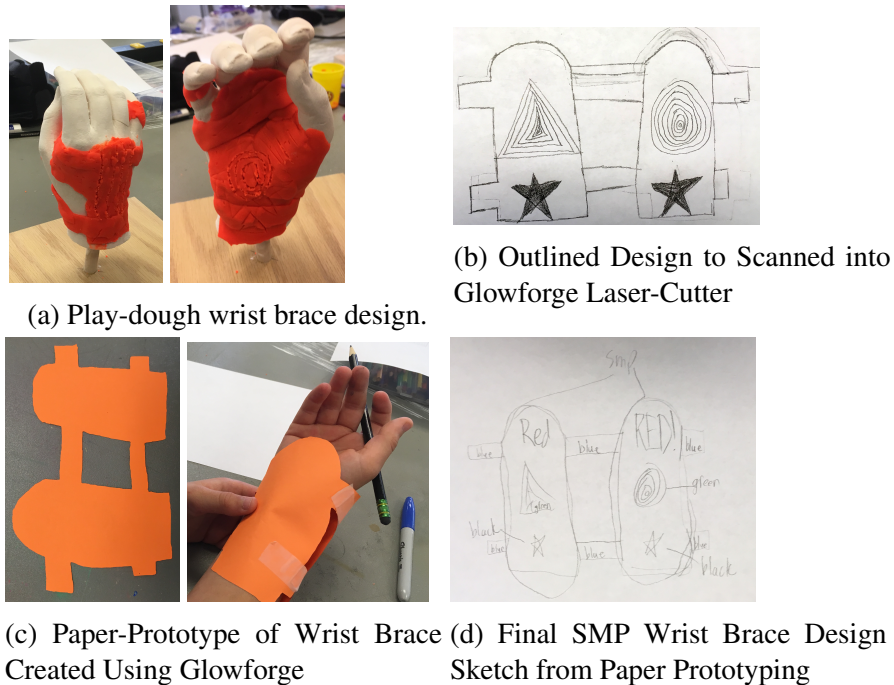 (a) Play-dough wrist brace design.
(b) Outlined Design to Scanned into
Glowforge Laser-Cutter
smp
Red
RED!
blue
blue
blue
green
green
black
blue
blue
blue
black
(c) Paper-Prototype of Wrist Brace
Created Using Glowforge
(d) Final SMP Wrist Brace Design
Sketch from Paper Prototyping